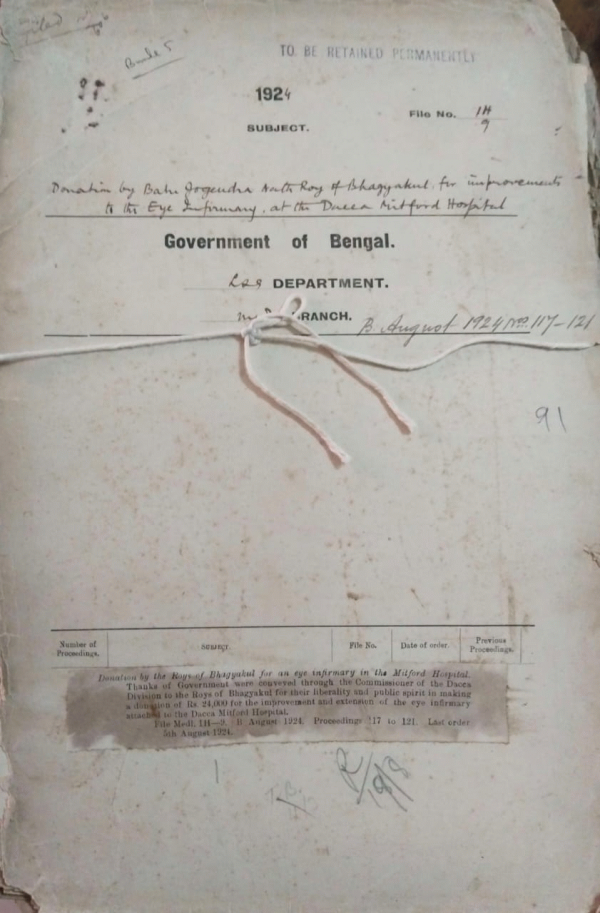 Bundle 5
TO BE RETAINED PERMANENTLY
1924
File No. 1H/9
SUBJECT.
Donation by Babu Jogendra Nath Roy of Bhagyakul for improvements
to the Eye Infirmary, at the Dacca Mitford Hospital
Government of Bengal.
LSG DEPARTMENT.
BRANCH.
B August 1924 Nos. 117-121
91
Number of Proceedings. SUBJECT. File No. Date of order. Previous Proceedings.
Donation by the Roys of Bhagyakul for an eye infirmary in the Mitford Hospital.
Thanks of Government were conveyed through the Commissioner of the Dacca
Division to the Roys of Bhagyakul for their liberality and public spirit in making
a donation of Rs. 24,000 for the improvement and extension of the eye infirmary
attached to the Dacca Mitford Hospital.
File Medl. 1H—9. B August 1924. Proceedings 117 to 121. Last order
5th August 1924.